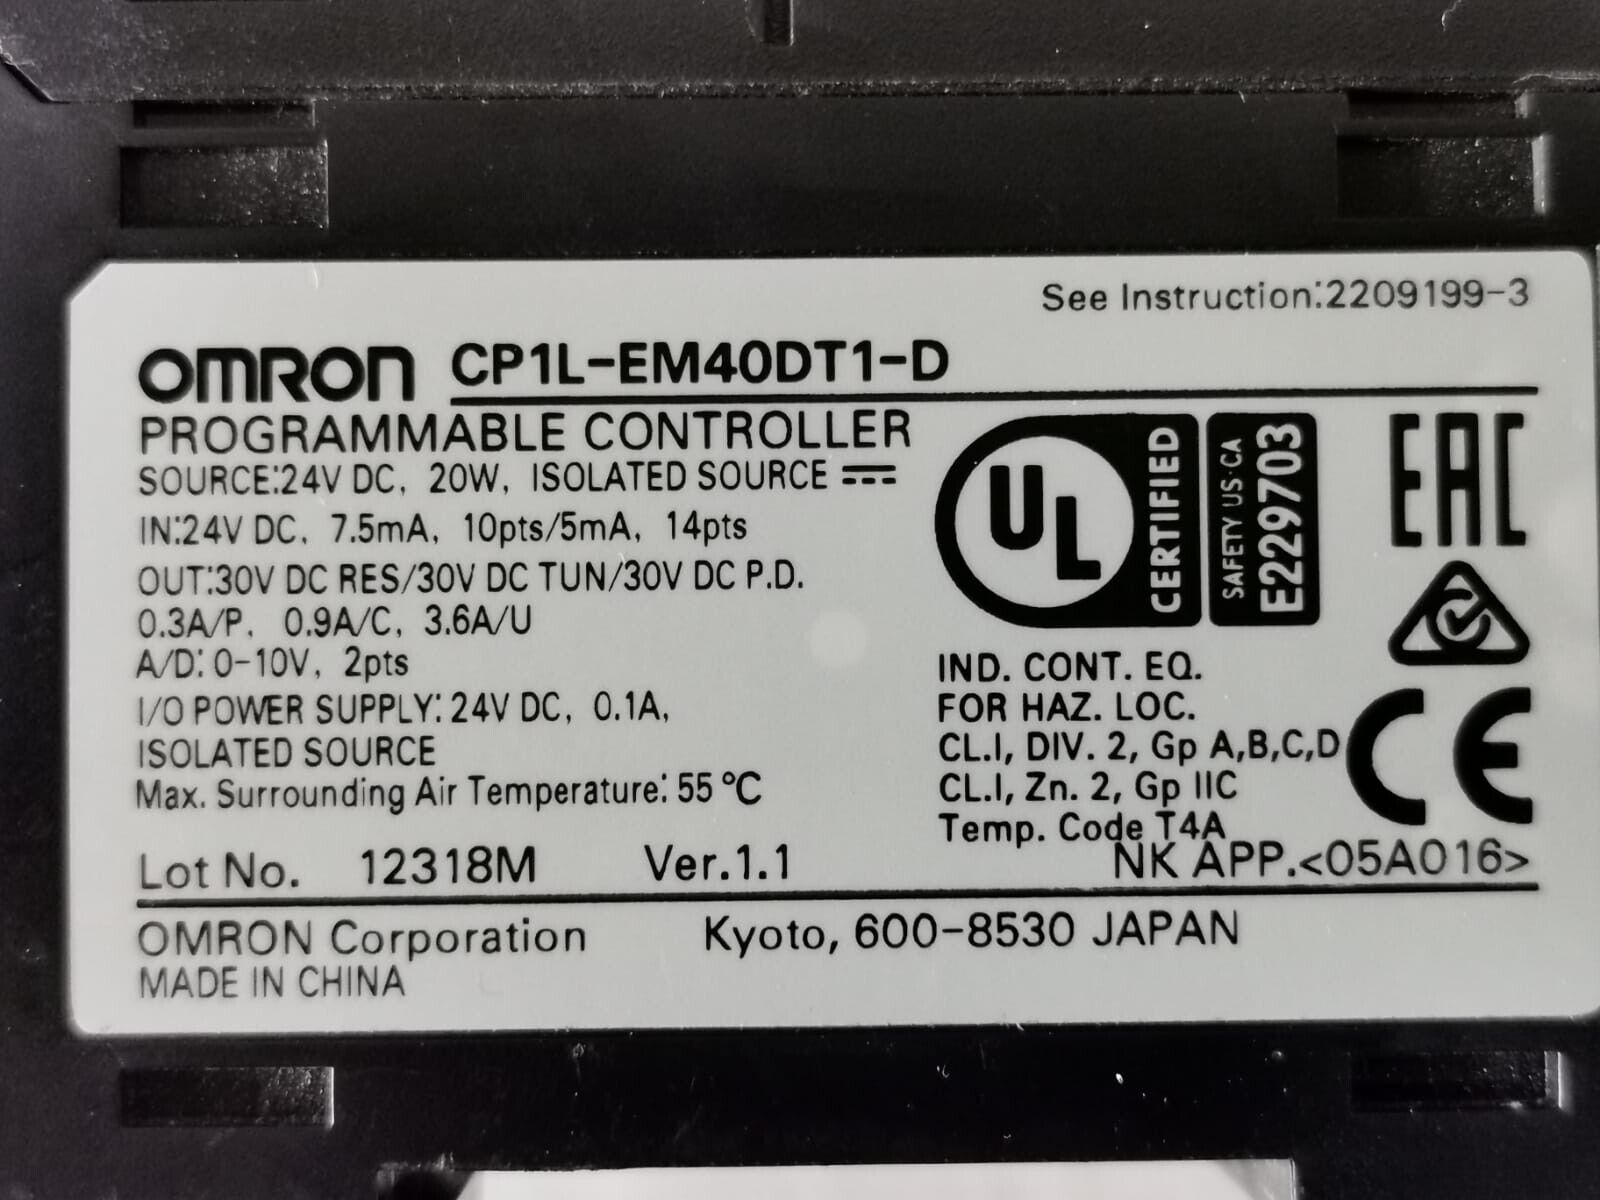 See Instruction:2209199-3
OMRON CP1L-EM40DT1-D
PROGRAMMABLE CONTROLLER
SOURCE:24V DC, 20W, ISOLATED SOURCE
IN:24V DC, 7.5mA, 10pts/5mA, 14pts
OUT:30V DC RES/30V DC TUN/30V DC P.D.
0.3A/P, 0.9A/C, 3.6A/U
A/D:0-10V, 2pts
I/O POWER SUPPLY:24V DC, 0.1A,
ISOLATED SOURCE
Max. Surrounding Air Temperature:55℃
Lot No. 12318M Ver.1.1
UL
CERTIFIED
SAFETY US·CA
E229703
EAC
IND. CONT. EQ.
FOR HAZ. LOC.
CL.I, DIV. 2, Gp A,B,C,D
CL.I, Zn. 2, Gp IIC
Temp. Code T4A
CE
NK APP.<05A016>
OMRON Corporation Kyoto, 600-8530 JAPAN
MADE IN CHINA